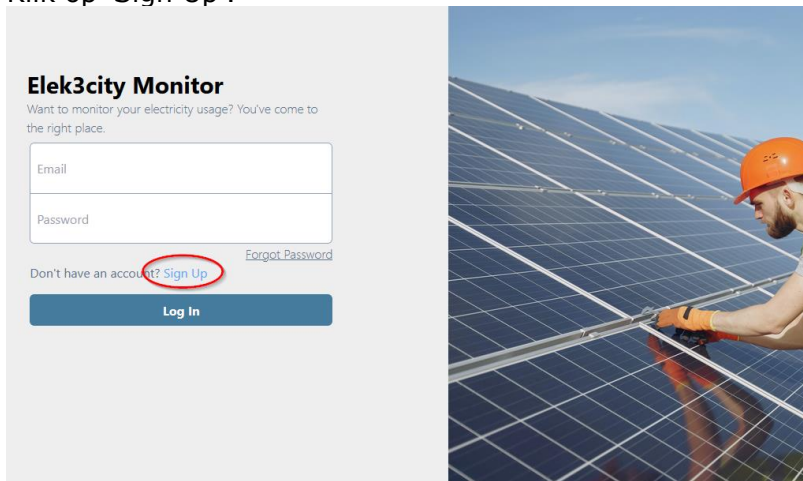 Klik op 'Sign Up'.
Elek3city Monitor
Want to monitor your electricity usage? You've come to
the right place.
Email
Password
Forgot Password
Don't have an account? Sign Up
Log In